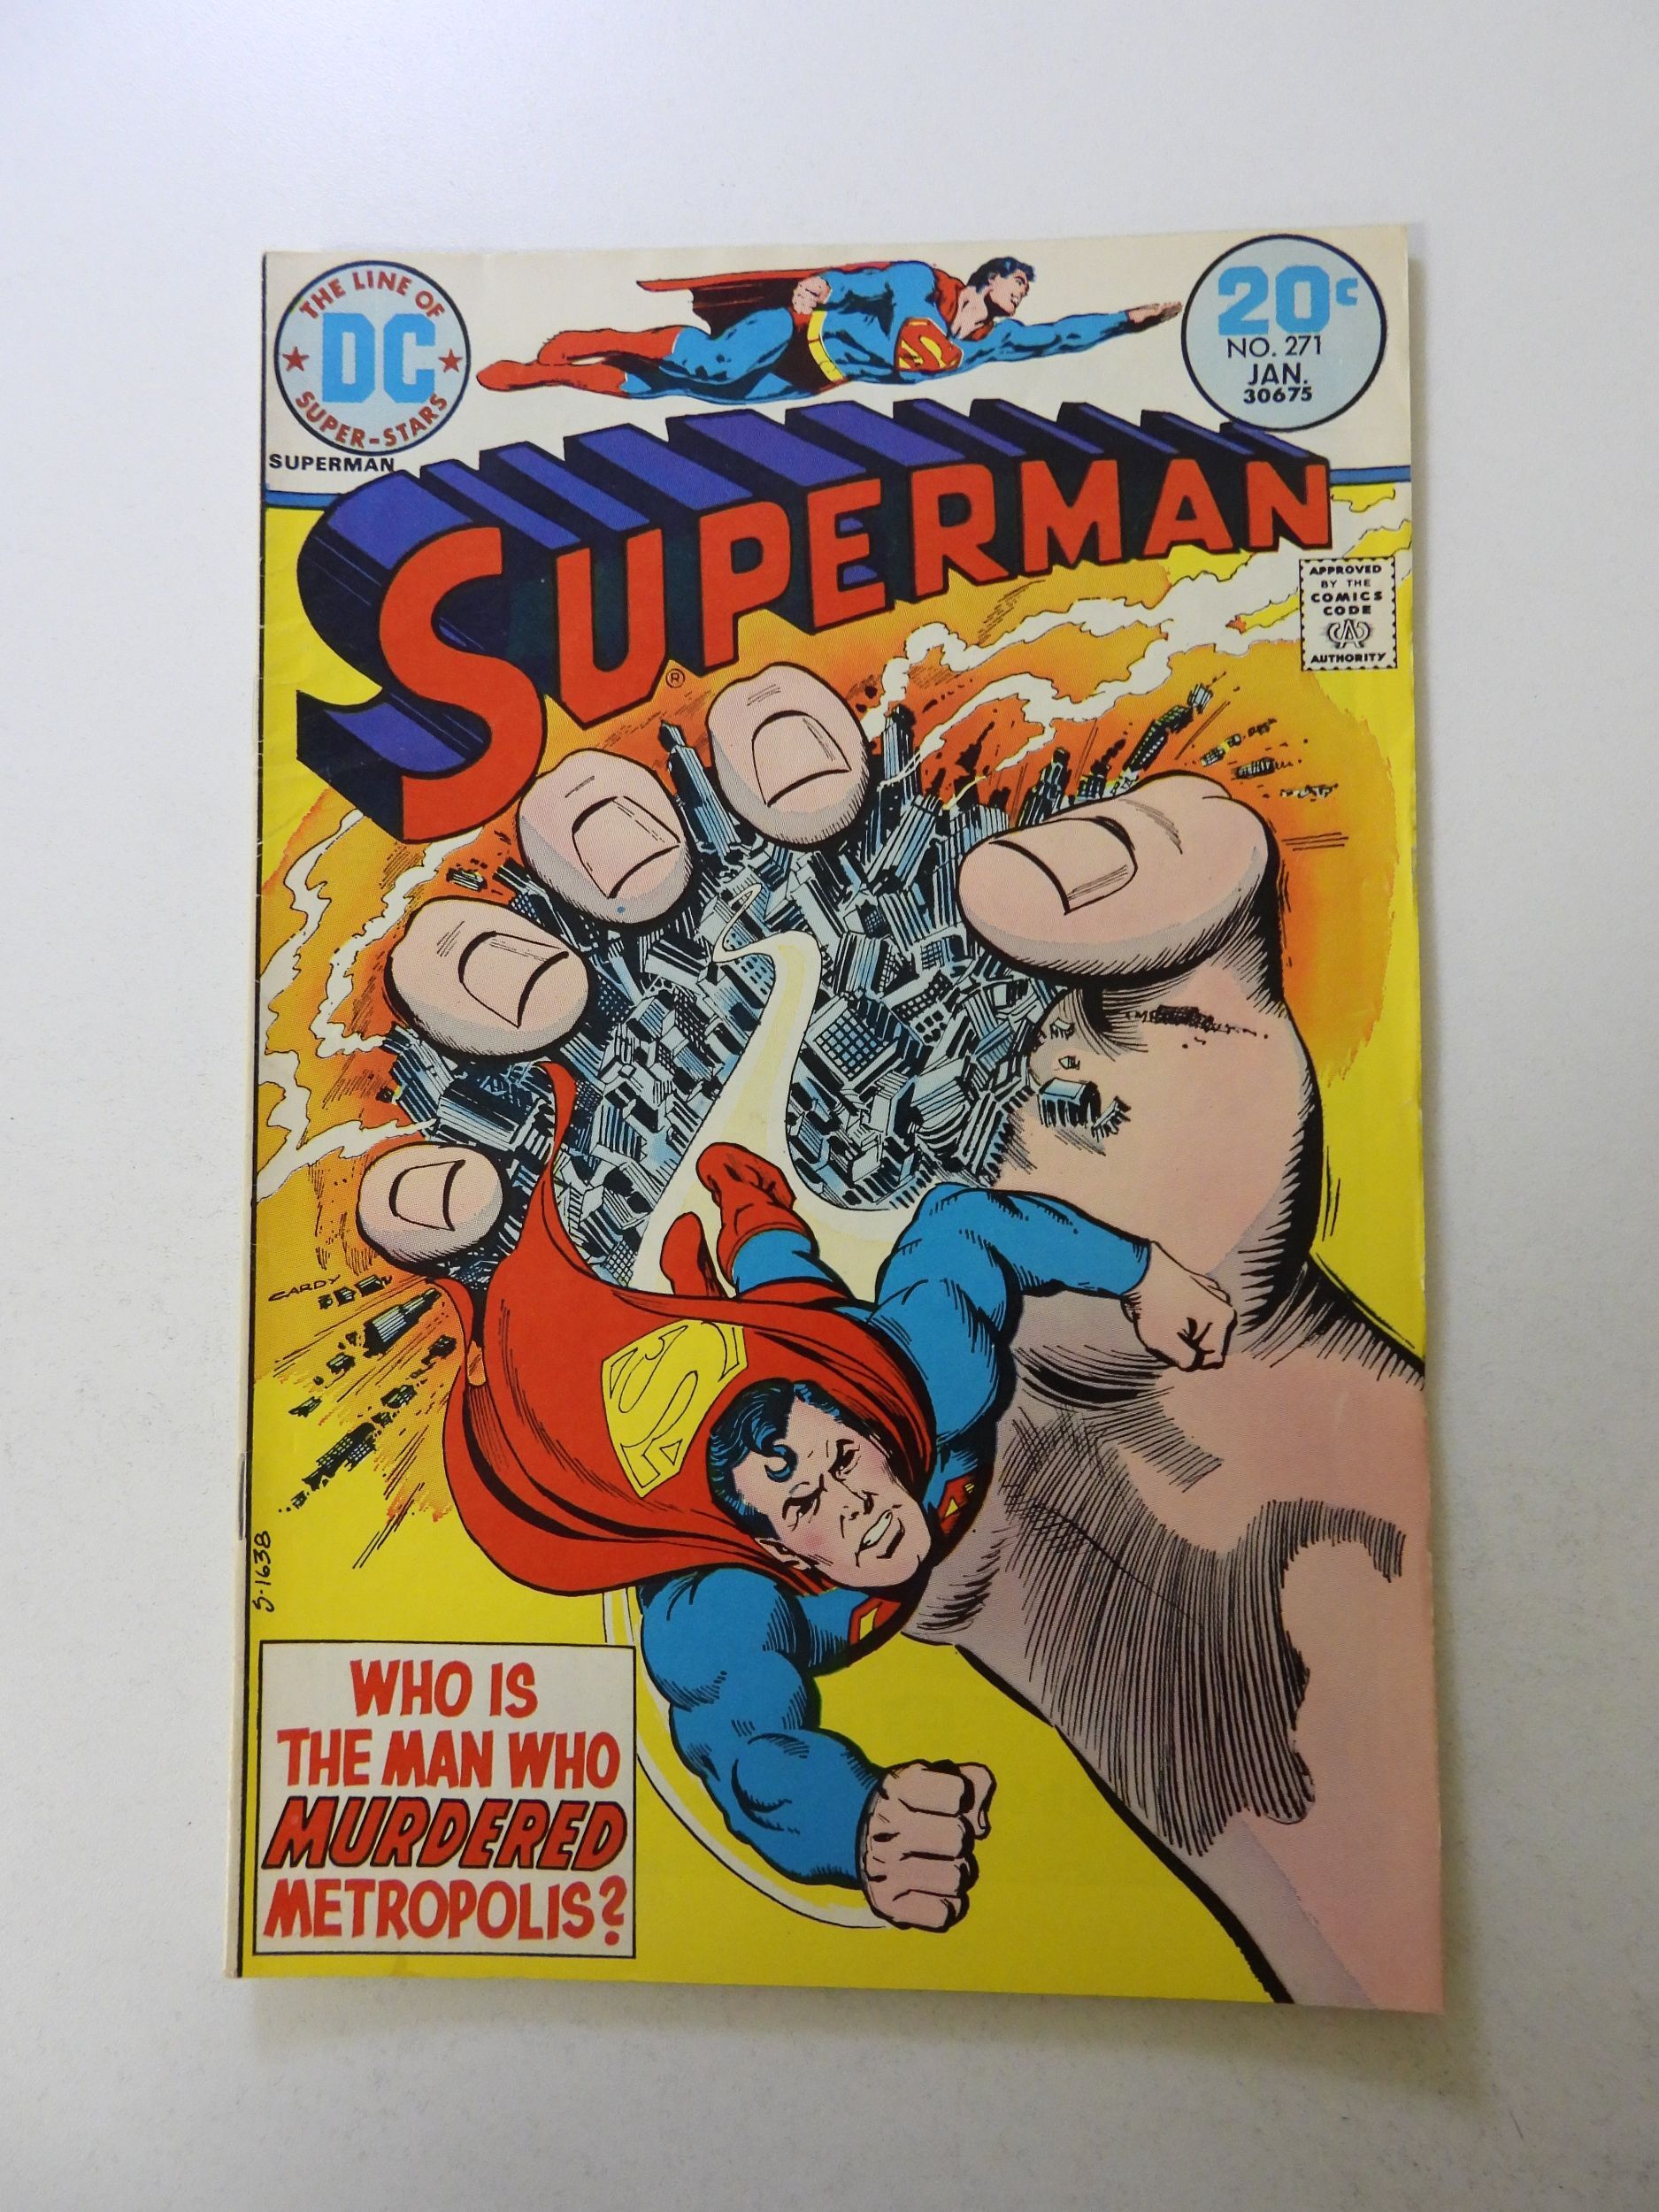 THE LINE OF
DC
SUPER-STARS
20¢
NO. 271
JAN.
30675
SUPERMAN
SUPERMAN
®
APPROVED
BY THE
COMICS
CODE
CA
AUTHORITY
CARDY
S-1638
WHO IS
THE MAN WHO
MURDERED
METROPOLIS?